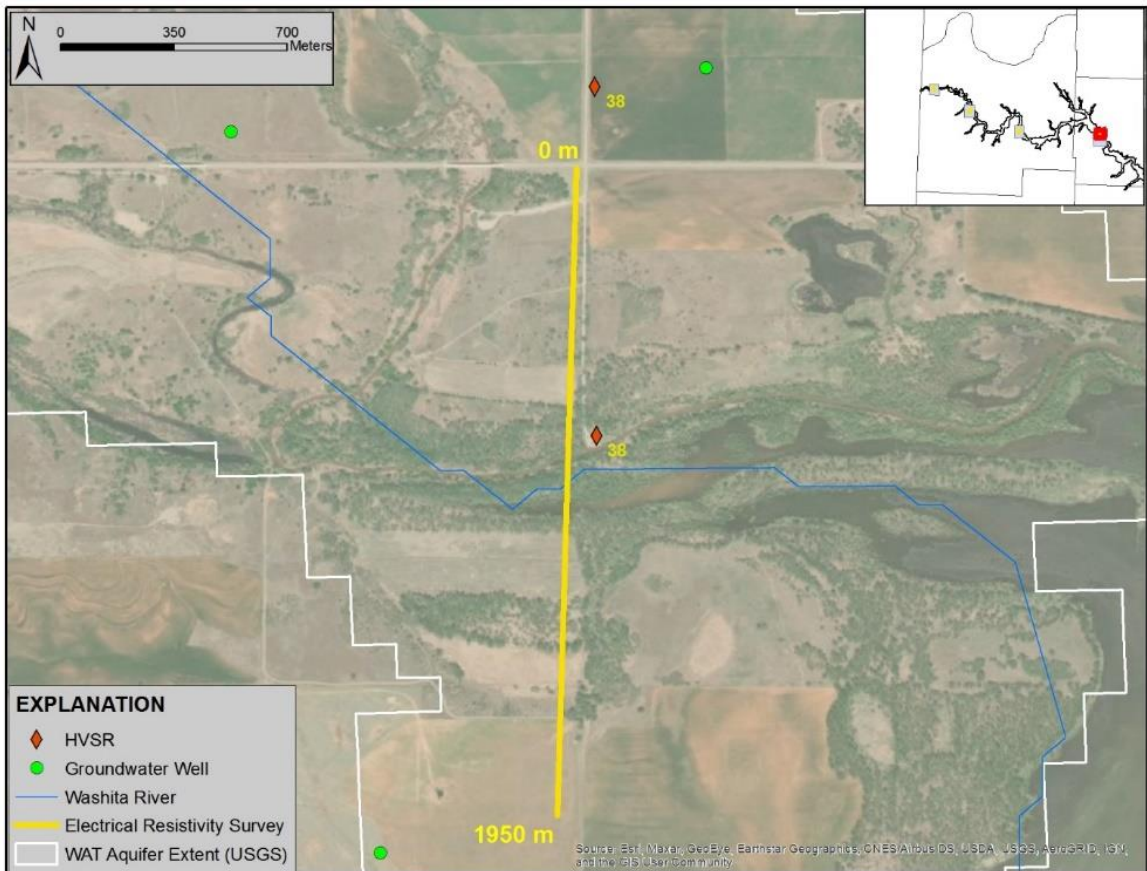 N
0 350 700
Meters
38
0 m
38
EXPLANATION
HVSR
Groundwater Well
Washita River
Electrical Resistivity Survey
WAT Aquifer Extent (USGS)
1950 m
Source: Esri, Maxar, GeoEye, Earthstar Geographics, CNES/Airbus DS, USDA, USGS, AeroGRID, IGN,
and the GIS User Community